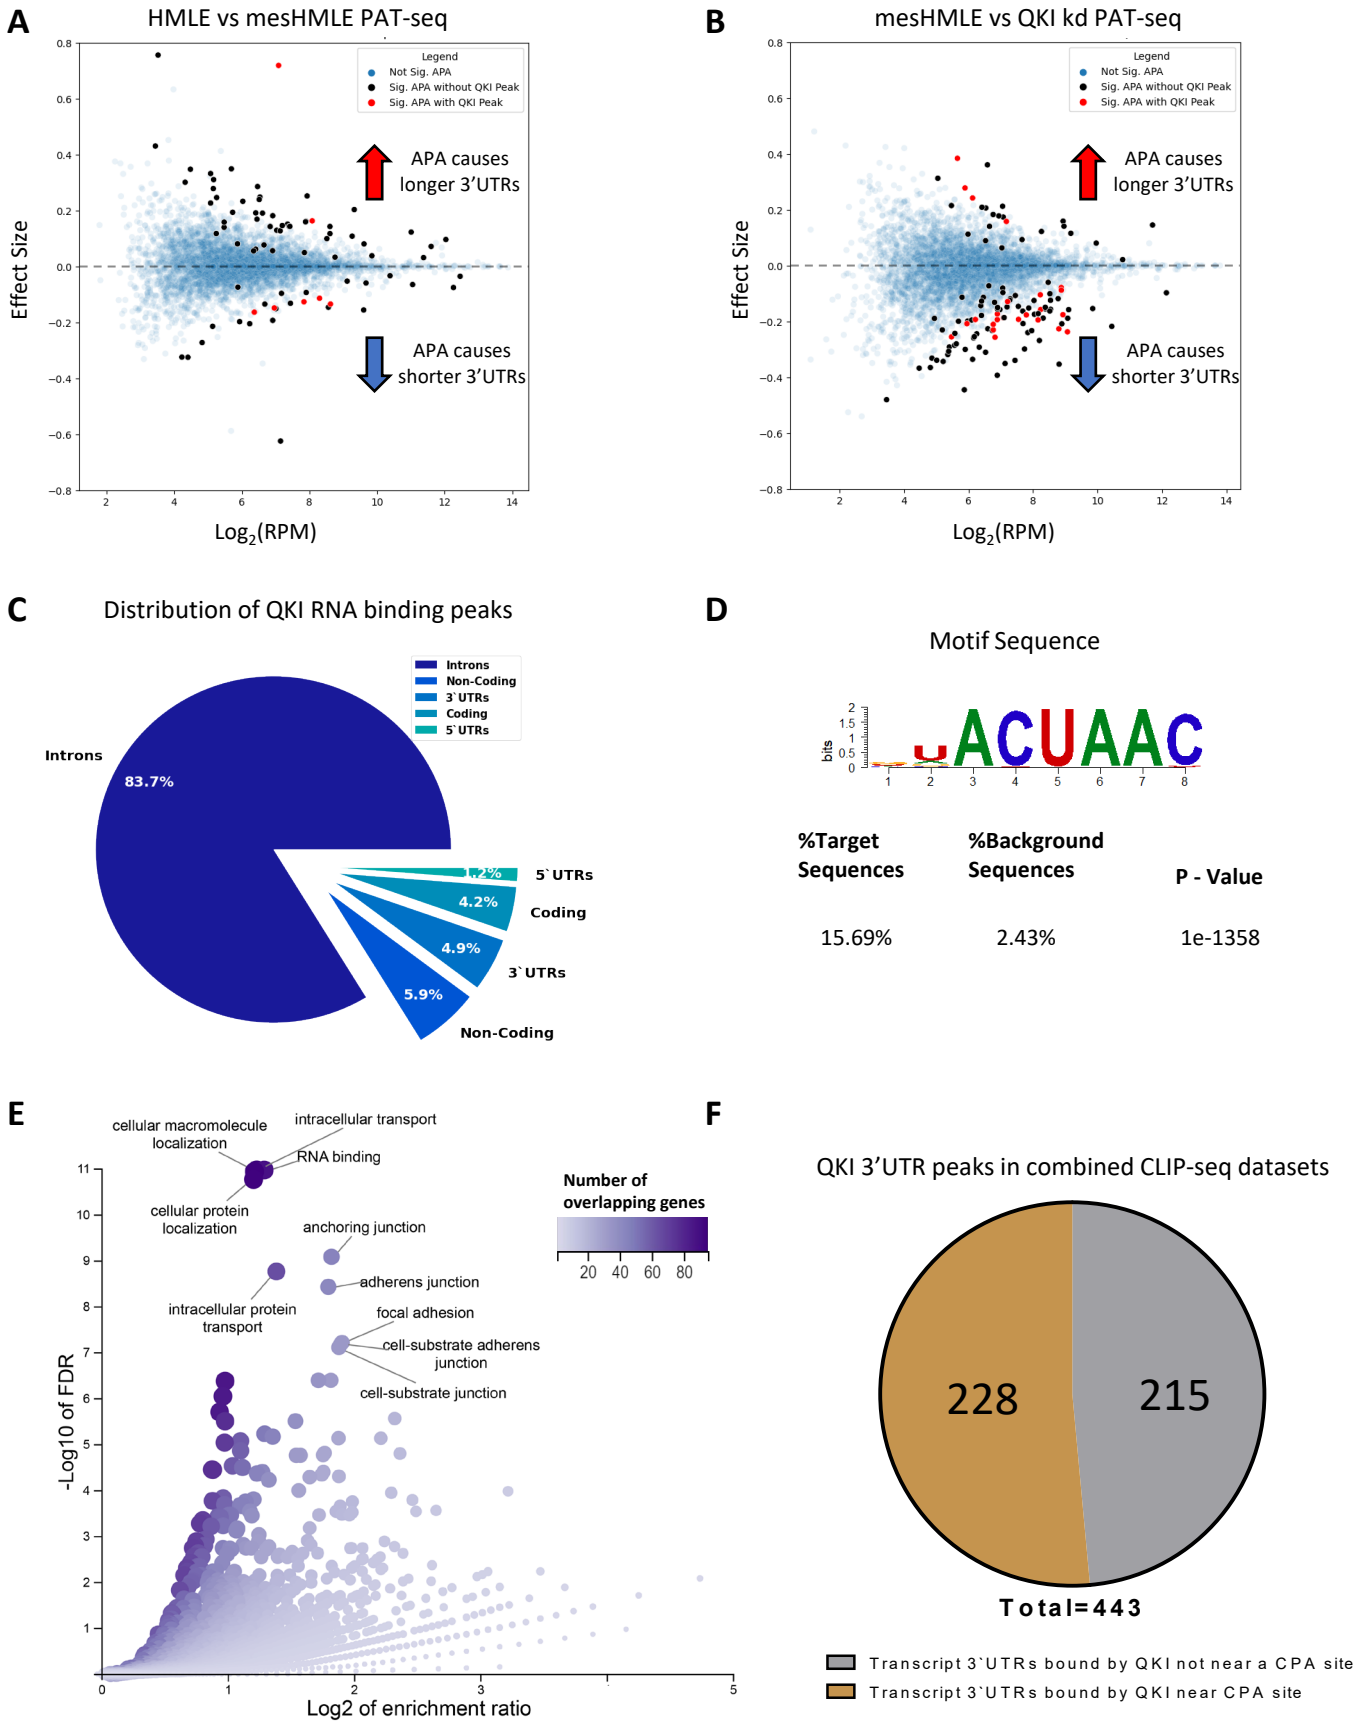 A
HMLE vs mesHMLE PAT-seq
0.8
0.6
0.4
0.2
0.0
−0.2
−0.4
−0.6
−0.8
Effect Size
Legend
Not Sig. APA
Sig. APA without QKI Peak
Sig. APA with QKI Peak
APA causes
longer 3'UTRs
APA causes
shorter 3'UTRs
2 4 6 8 10 12 14
Log2(RPM)
B
mesHMLE vs QKI kd PAT-seq
0.8
0.6
0.4
0.2
0.0
−0.2
−0.4
−0.6
−0.8
Effect Size
Legend
Not Sig. APA
Sig. APA without QKI Peak
Sig. APA with QKI Peak
APA causes
longer 3'UTRs
APA causes
shorter 3'UTRs
2 4 6 8 10 12 14
Log2(RPM)
C
Distribution of QKI RNA binding peaks
Introns
Non-Coding
3`UTRs
Coding
5`UTRs
Introns
83.7%
1.2%
5`UTRs
4.2%
Coding
4.9%
3`UTRs
5.9%
Non-Coding
D
Motif Sequence
2
1.5
1
0.5
0
bits
UACUAAC
1 2 3 4 5 6 7 8
%Target
Sequences
%Background
Sequences
P - Value
15.69%
2.43%
1e-1358
E
cellular macromolecule
localization
intracellular transport
RNA binding
cellular protein
localization
anchoring junction
adherens junction
intracellular protein
transport
focal adhesion
cell-substrate adherens
junction
cell-substrate junction
Number of
overlapping genes
20 40 60 80
11
10
9
8
7
6
5
4
3
2
1
-Log10 of FDR
0 1 2 3 4 5
Log2 of enrichment ratio
F
QKI 3'UTR peaks in combined CLIP-seq datasets
228
215
Total=443
Transcript 3`UTRs bound by QKI not near a CPA site
Transcript 3`UTRs bound by QKI near CPA site